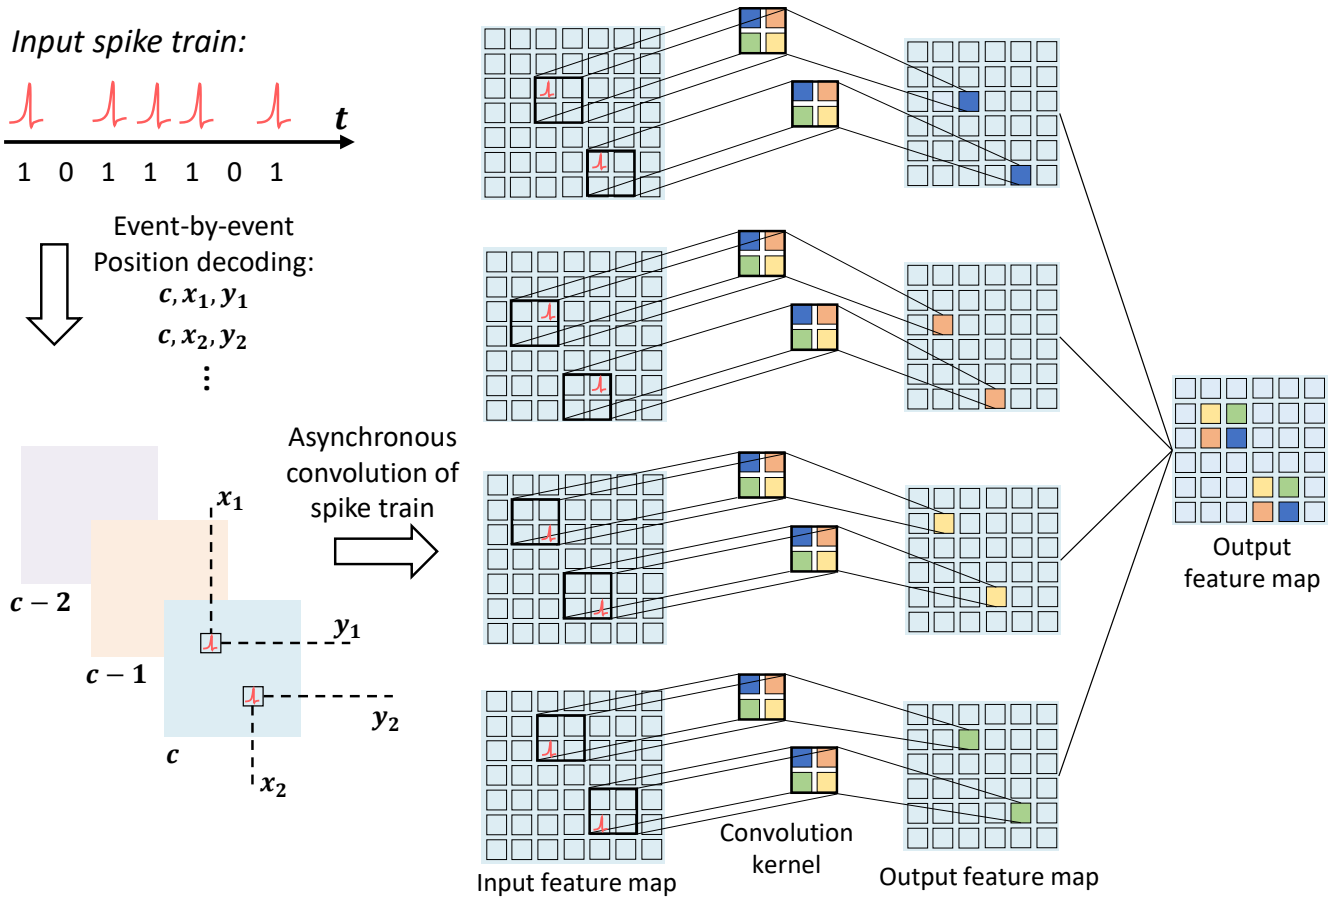 Input spike train:
t
1 0 1 1 1 0 1
Event-by-event
Position decoding:
c, x₁, y₁
c, x₂, y₂
⋮
Asynchronous
convolution of
spike train
x₁
c − 2
y₁
c − 1
y₂
c
x₂
Input feature map
Convolution
kernel
Output feature map
Output
feature map